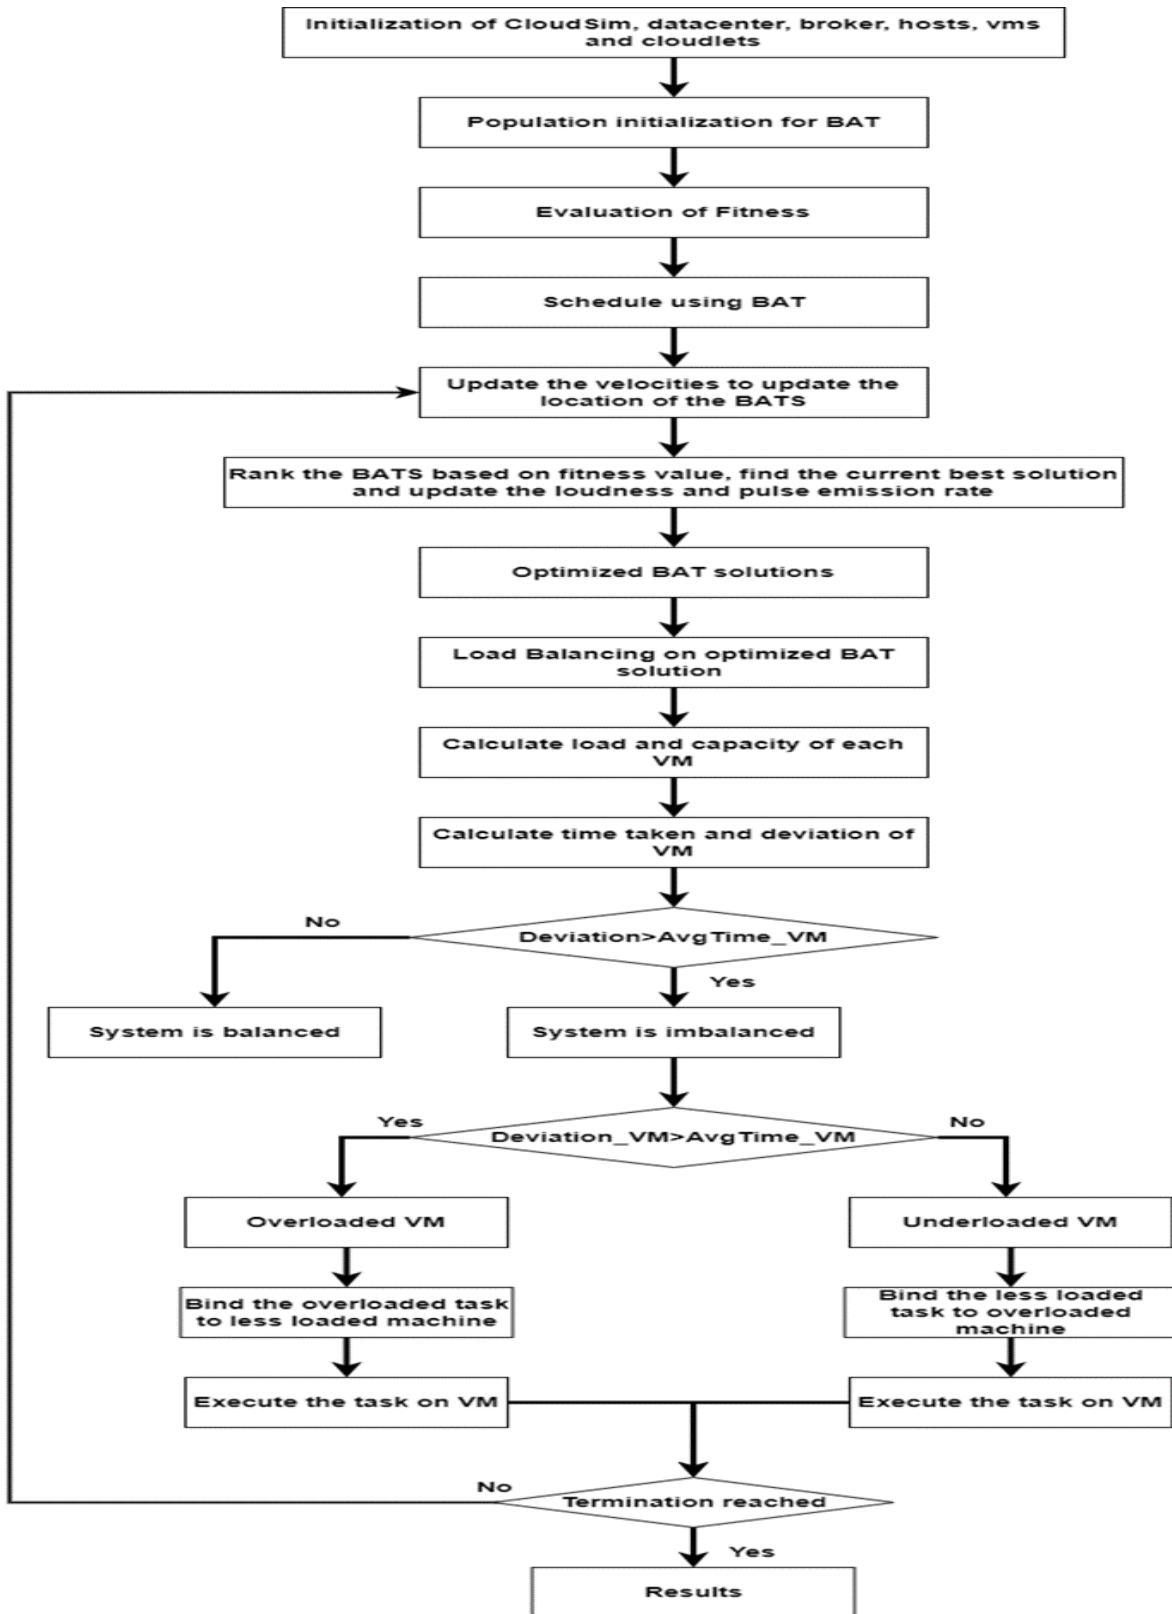 Initialization of CloudSim, datacenter, broker, hosts, vms
and cloudlets
Population initialization for BAT
Evaluation of Fitness
Schedule using BAT
Update the velocities to update the
location of the BATS
Rank the BATS based on fitness value, find the current best solution
and update the loudness and pulse emission rate
Optimized BAT solutions
Load Balancing on optimized BAT
solution
Calculate load and capacity of each
VM
Calculate time taken and deviation of
VM
No
Deviation>AvgTime_VM
Yes
System is balanced
System is imbalanced
Yes
No
Deviation_VM>AvgTime_VM
Overloaded VM
Underloaded VM
Bind the overloaded task
to less loaded machine
Bind the less loaded
task to overloaded
machine
Execute the task on VM
Execute the task on VM
No
Termination reached
Yes
Results